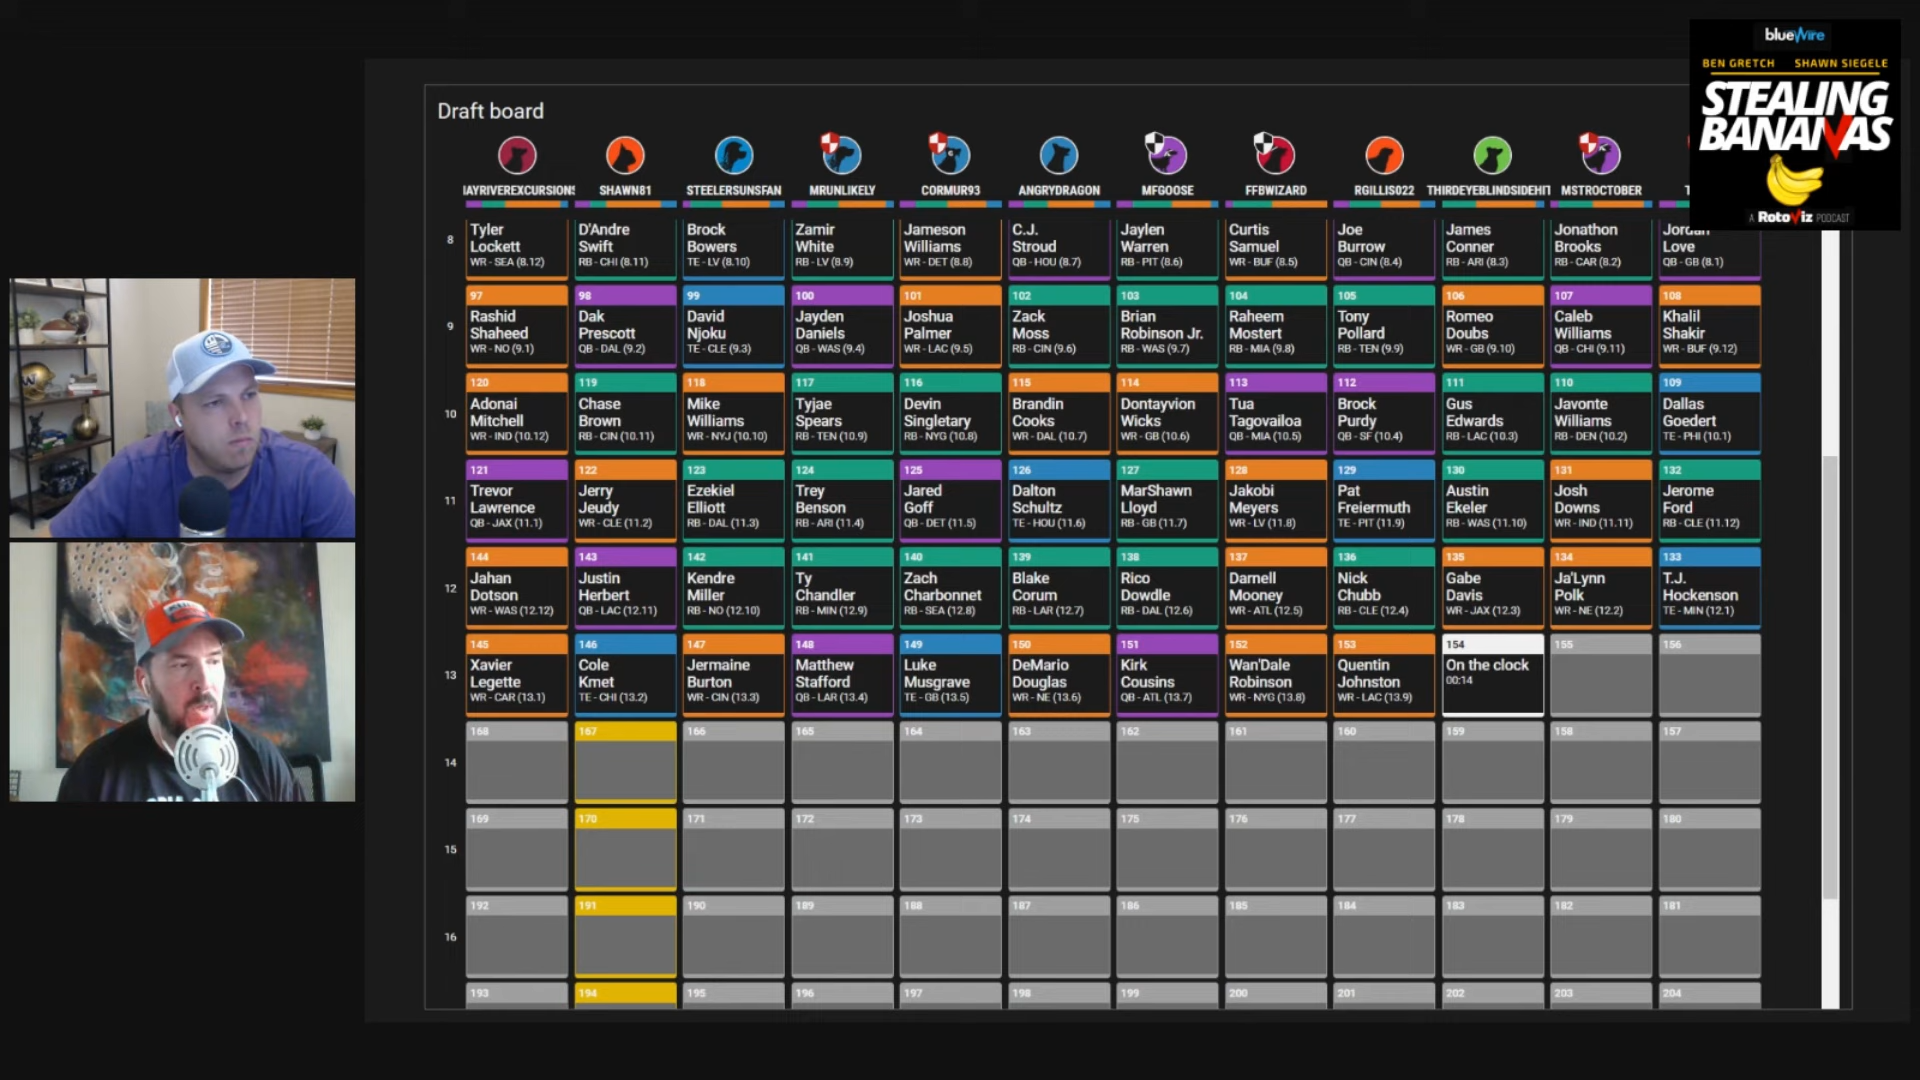 blueWire
BEN GRETCH SHAWN SIEGELE
STEALING
BANANAS
A RotoViz PODCAST
Draft board
IAYRIVEREXCURSIONS SHAWN81 STEELERSUNSFAN MRUNLIKELY CORMUR93 ANGRYDRAGON MFGOOSE FFBWIZARD RGILLIS022 THIRDEYEBLINDSIDEHIT MSTROCTOBER
8
Tyler D'Andre Brock Zamir Jameson C.J. Jaylen Curtis Joe James Jonathon Jordan
Lockett Swift Bowers White Williams Stroud Warren Samuel Burrow Conner Brooks Love
WR - SEA (8.12) RB - CHI (8.11) TE - LV (8.10) RB - LV (8.9) WR - DET (8.8) QB - HOU (8.7) RB - PIT (8.6) WR - BUF (8.5) QB - CIN (8.4) RB - ARI (8.3) RB - CAR (8.2) QB - GB (8.1)
97 98 99 100 101 102 103 104 105 106 107 108
9
Rashid Dak David Jayden Joshua Zack Brian Raheem Tony Romeo Caleb Khalil
Shaheed Prescott Njoku Daniels Palmer Moss Robinson Jr. Mostert Pollard Doubs Williams Shakir
WR - NO (9.1) QB - DAL (9.2) TE - CLE (9.3) QB - WAS (9.4) WR - LAC (9.5) RB - CIN (9.6) RB - WAS (9.7) RB - MIA (9.8) RB - TEN (9.9) WR - GB (9.10) QB - CHI (9.11) WR - BUF (9.12)
120 119 118 117 116 115 114 113 112 111 110 109
10
Adonai Chase Mike Tyjae Devin Brandin Dontayvion Tua Brock Gus Javonte Dallas
Mitchell Brown Williams Spears Singletary Cooks Wicks Tagovailoa Purdy Edwards Williams Goedert
WR - IND (10.12) RB - CIN (10.11) WR - NYJ (10.10) RB - TEN (10.9) RB - NYG (10.8) WR - DAL (10.7) WR - GB (10.6) QB - MIA (10.5) QB - SF (10.4) RB - LAC (10.3) RB - DEN (10.2) TE - PHI (10.1)
121 122 123 124 125 126 127 128 129 130 131 132
11
Trevor Jerry Ezekiel Trey Jared Dalton MarShawn Jakobi Pat Austin Josh Jerome
Lawrence Jeudy Elliott Benson Goff Schultz Lloyd Meyers Freiermuth Ekeler Downs Ford
QB - JAX (11.1) WR - CLE (11.2) RB - DAL (11.3) RB - ARI (11.4) QB - DET (11.5) TE - HOU (11.6) RB - GB (11.7) WR - LV (11.8) TE - PIT (11.9) RB - WAS (11.10) WR - IND (11.11) RB - CLE (11.12)
144 143 142 141 140 139 138 137 136 135 134 133
12
Jahan Justin Kendre Ty Zach Blake Rico Darnell Nick Gabe Ja'Lynn T.J.
Dotson Herbert Miller Chandler Charbonnet Corum Dowdle Mooney Chubb Davis Polk Hockenson
WR - WAS (12.12) QB - LAC (12.11) RB - NO (12.10) RB - MIN (12.9) RB - SEA (12.8) RB - LAR (12.7) RB - DAL (12.6) WR - ATL (12.5) RB - CLE (12.4) WR - JAX (12.3) WR - NE (12.2) TE - MIN (12.1)
145 146 147 148 149 150 151 152 153 154 155 156
13
Xavier Cole Jermaine Matthew Luke DeMario Kirk Wan'Dale Quentin On the clock
Legette Kmet Burton Stafford Musgrave Douglas Cousins Robinson Johnston 00:14
WR - CAR (13.1) TE - CHI (13.2) WR - CIN (13.3) QB - LAR (13.4) TE - GB (13.5) WR - NE (13.6) QB - ATL (13.7) WR - NYG (13.8) WR - LAC (13.9)
168 167 166 165 164 163 162 161 160 159 158 157
14
169 170 171 172 173 174 175 176 177 178 179 180
15
192 191 190 189 188 187 186 185 184 183 182 181
16
193 194 195 196 197 198 199 200 201 202 203 204